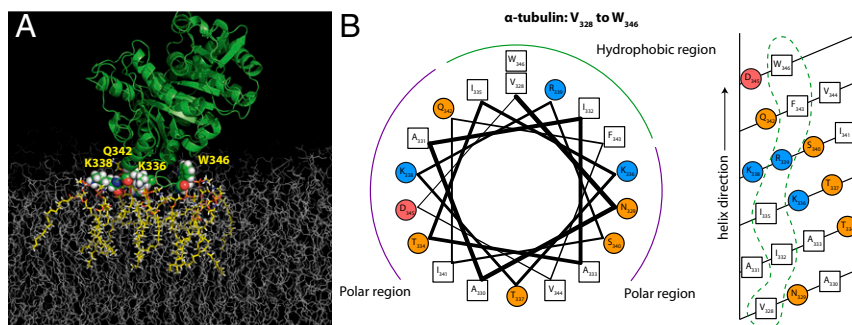 A
Q342
K338
K336
W346
B
α-tubulin: V328 to W346
Hydrophobic region
W346
V328
R339
I335
I332
Q342
F343
A331
K338
K336
D345
N329
T334
S340
I341
A333
A330
V344
T337
Polar region
Polar region
helix direction
W346
D345
V344
F343
Q342
I341
S340
R339
K338
T337
K336
I335
A333
I332
A331
A330
N329
V328